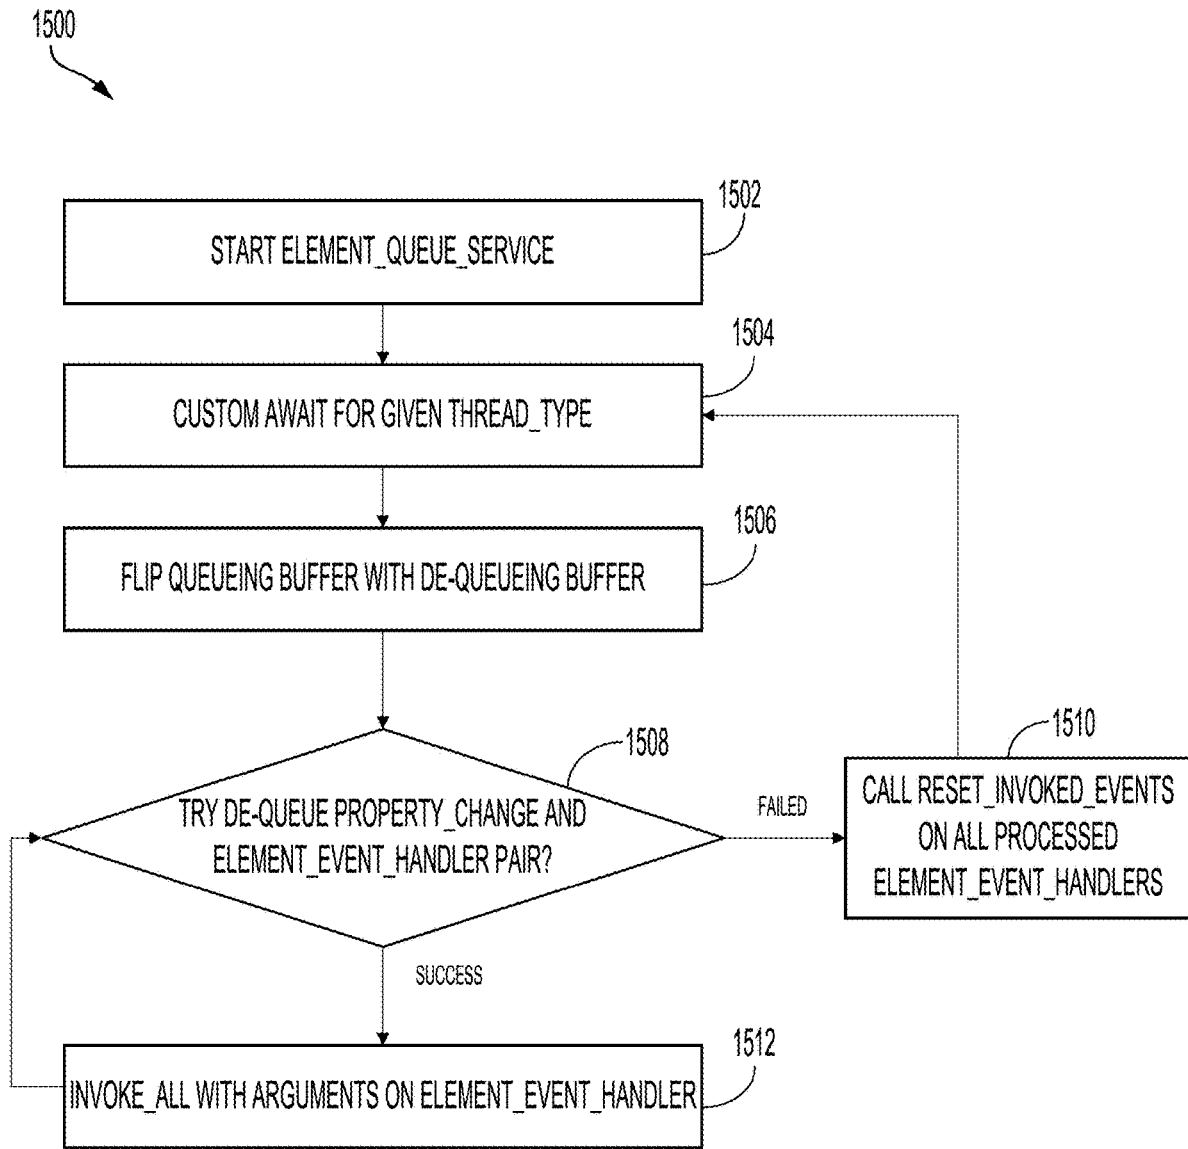 1500
1502
START ELEMENT_QUEUE_SERVICE
1504
CUSTOM AWAIT FOR GIVEN THREAD_TYPE
1506
FLIP QUEUEING BUFFER WITH DE-QUEUEING BUFFER
1508
TRY DE-QUEUE PROPERTY_CHANGE AND
ELEMENT_EVENT_HANDLER PAIR?
FAILED
1510
CALL RESET_INVOKED_EVENTS
ON ALL PROCESSED
ELEMENT_EVENT_HANDLERS
SUCCESS
1512
INVOKE_ALL WITH ARGUMENTS ON ELEMENT_EVENT_HANDLER